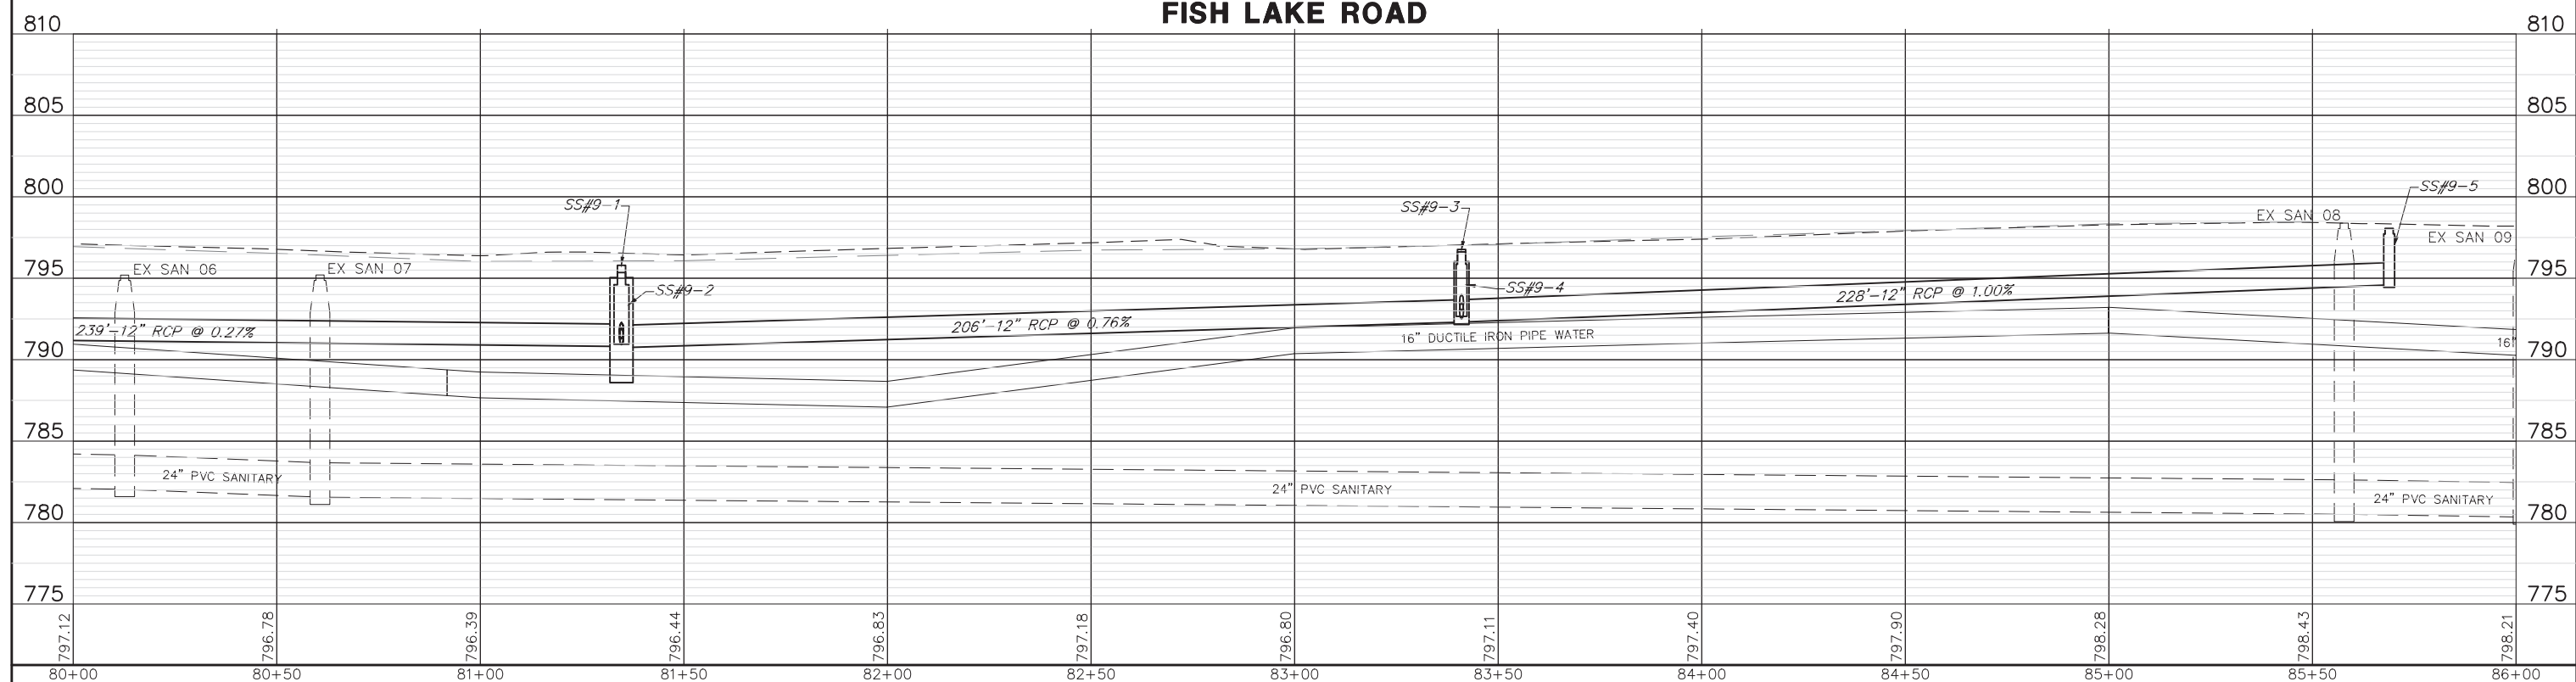 FISH LAKE ROAD
810
810
805
805
800
800
SS#9-5
SS#9-1
SS#9-3
EX SAN 08
EX SAN 09
795
EX SAN 06
EX SAN 07
795
SS#9-2
SS#9-4
228'-12" RCP @ 1.00%
239'-12" RCP @ 0.27%
206'-12" RCP @ 0.76%
16" DUCTILE IRON PIPE WATER
16"
790
790
785
785
24" PVC SANITARY
24" PVC SANITARY
24" PVC SANITARY
780
780
775
775
797.12
796.78
796.39
796.44
796.83
797.18
796.80
797.11
797.40
797.90
798.28
798.43
798.21
80+00
80+50
81+00
81+50
82+00
82+50
83+00
83+50
84+00
84+50
85+00
85+50
86+00